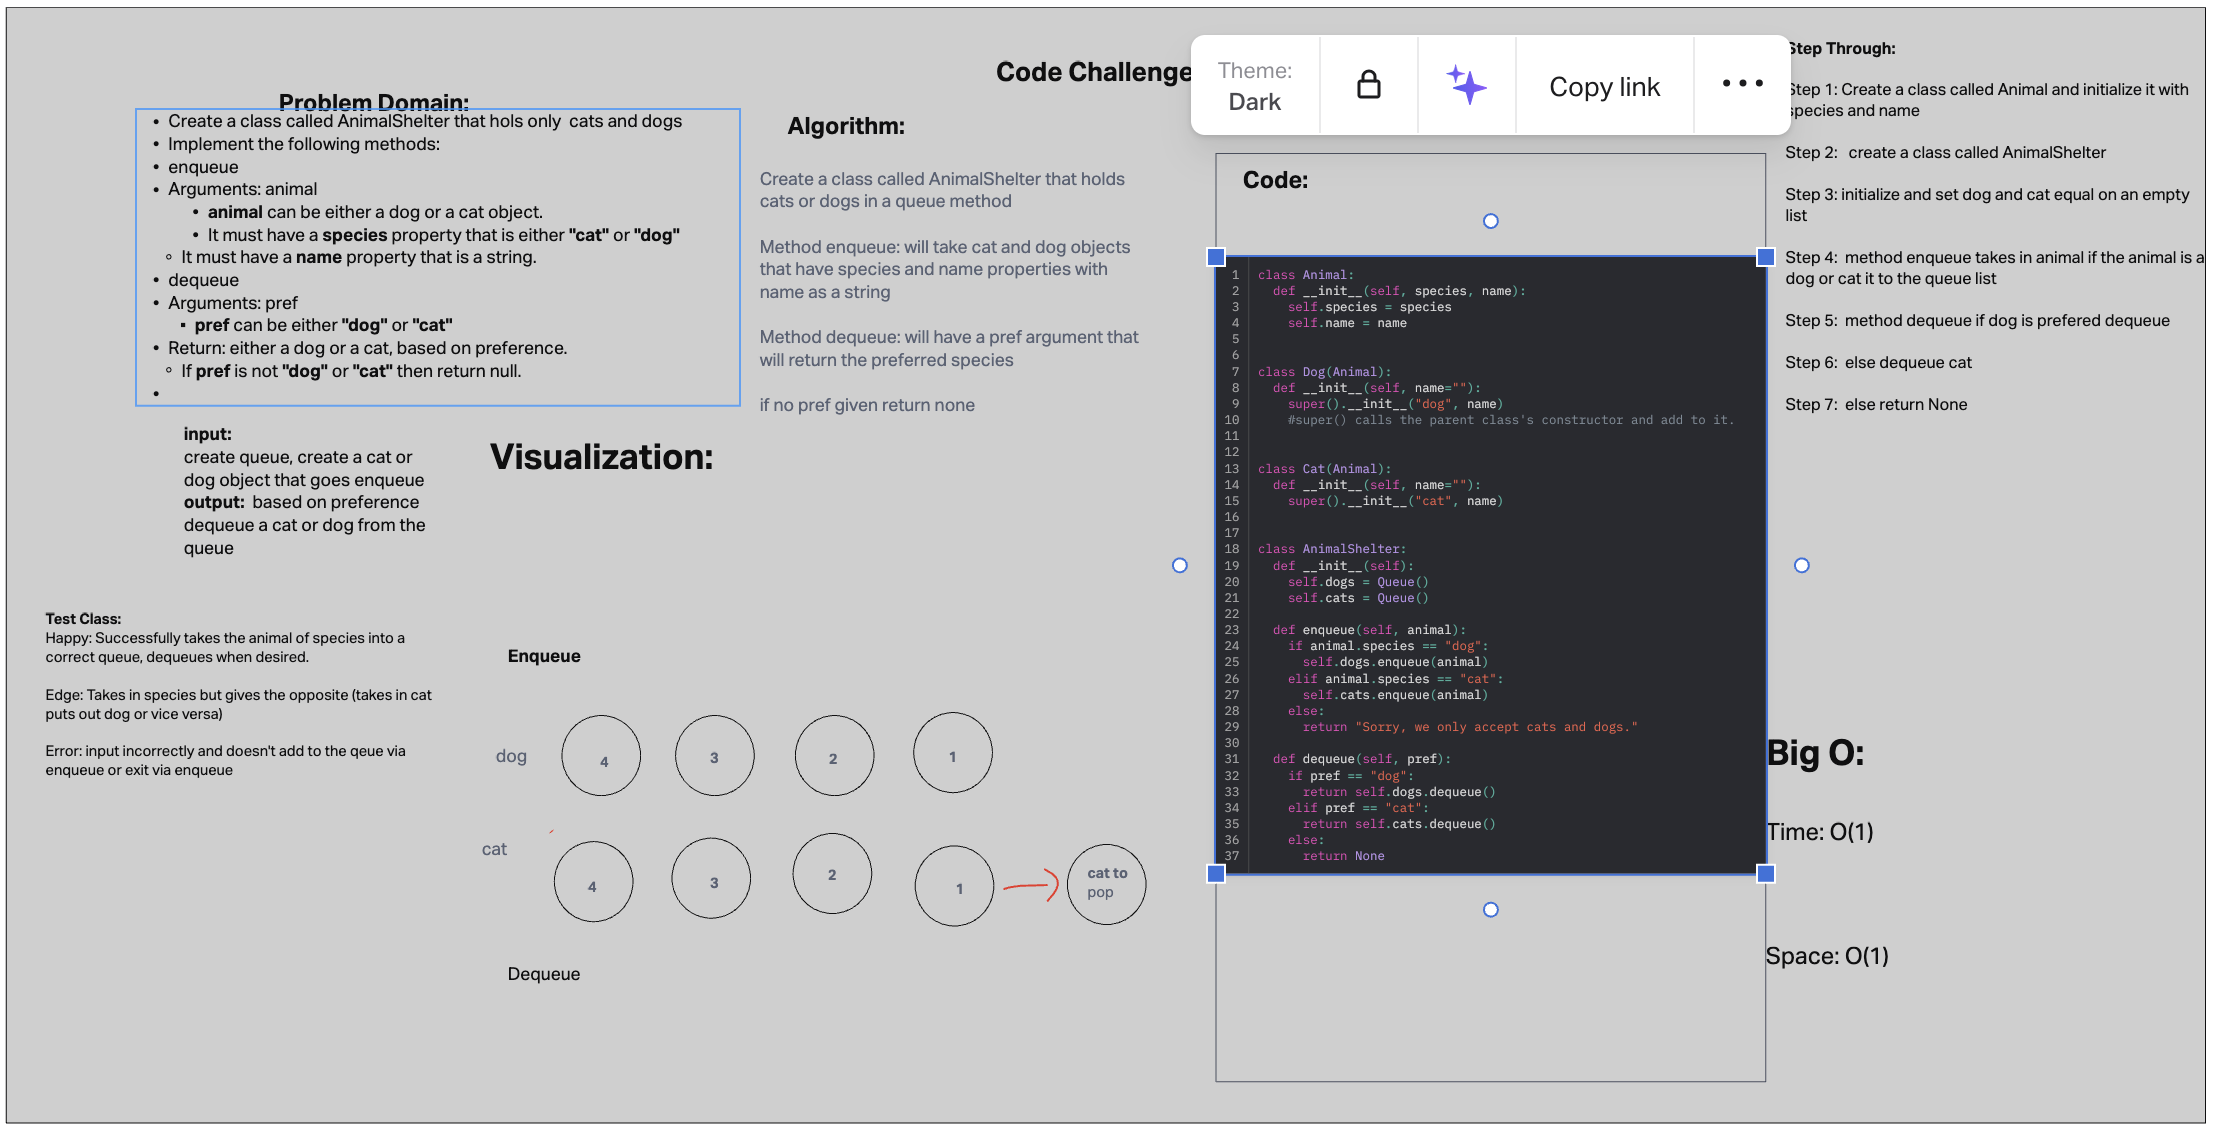 Code Challenge
Theme:
Dark
Copy link
Problem Domain:
• Create a class called AnimalShelter that hols only  cats and dogs
• Implement the following methods:
• enqueue
• Arguments: animal
• animal can be either a dog or a cat object.
• It must have a species property that is either "cat" or "dog"
◦ It must have a name property that is a string.
• dequeue
• Arguments: pref
▪ pref can be either "dog" or "cat"
• Return: either a dog or a cat, based on preference.
◦ If pref is not "dog" or "cat" then return null.
•
input:
create queue, create a cat or
dog object that goes enqueue
output:  based on preference
dequeue a cat or dog from the
queue
Test Class:
Happy: Successfully takes the animal of species into a
correct queue, dequeues when desired.
Edge: Takes in species but gives the opposite (takes in cat
puts out dog or vice versa)
Error: input incorrectly and doesn't add to the qeue via
enqueue or exit via enqueue
Algorithm:
Create a class called AnimalShelter that holds
cats or dogs in a queue method
Method enqueue: will take cat and dog objects
that have species and name properties with
name as a string
Method dequeue: will have a pref argument that
will return the preferred species
if no pref given return none
Visualization:
Enqueue
dog
4
3
2
1
cat
4
3
2
1
cat to
pop
Dequeue
Code:
1 class Animal:
2   def __init__(self, species, name):
3     self.species = species
4     self.name = name
5
6
7 class Dog(Animal):
8   def __init__(self, name=""):
9     super().__init__("dog", name)
10     #super() calls the parent class's constructor and add to it.
11
12
13 class Cat(Animal):
14   def __init__(self, name=""):
15     super().__init__("cat", name)
16
17
18 class AnimalShelter:
19   def __init__(self):
20     self.dogs = Queue()
21     self.cats = Queue()
22
23   def enqueue(self, animal):
24     if animal.species == "dog":
25       self.dogs.enqueue(animal)
26     elif animal.species == "cat":
27       self.cats.enqueue(animal)
28     else:
29       return "Sorry, we only accept cats and dogs."
30
31   def dequeue(self, pref):
32     if pref == "dog":
33       return self.dogs.dequeue()
34     elif pref == "cat":
35       return self.cats.dequeue()
36     else:
37       return None
Step Through:
Step 1: Create a class called Animal and initialize it with
species and name
Step 2:  create a class called AnimalShelter
Step 3: initialize and set dog and cat equal on an empty
list
Step 4:  method enqueue takes in animal if the animal is a
dog or cat it to the queue list
Step 5:  method dequeue if dog is prefered dequeue
Step 6:  else dequeue cat
Step 7:  else return None
Big O:
Time: O(1)
Space: O(1)